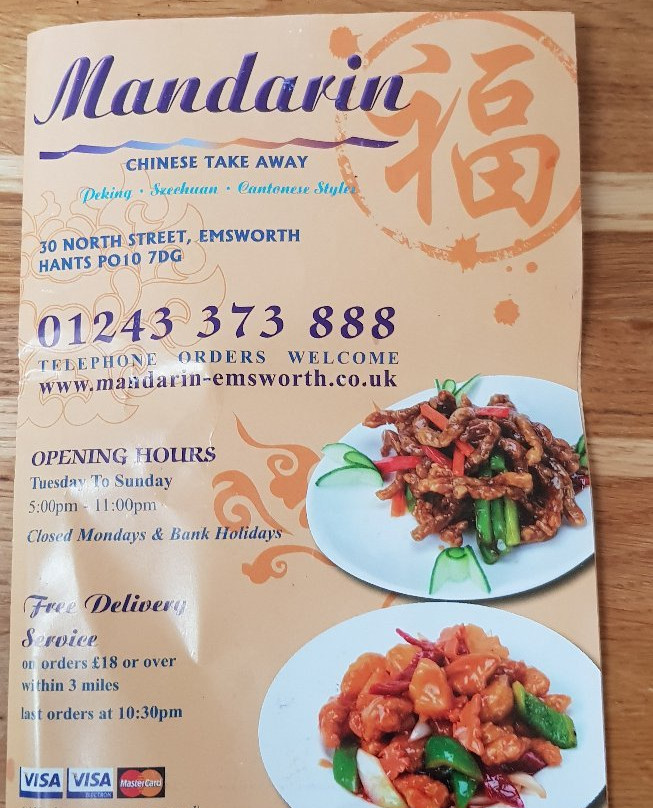 Mandarin
福
CHINESE TAKE AWAY
Peking · Szechuan · Cantonese Styles
30 NORTH STREET, EMSWORTH
HANTS PO10 7DG
01243 373 888
TELEPHONE ORDERS WELCOME
www.mandarin-emsworth.co.uk
OPENING HOURS
Tuesday To Sunday
5:00pm - 11:00pm
Closed Mondays & Bank Holidays
Free Delivery
Service
on orders £18 or over
within 3 miles
last orders at 10:30pm
VISA VISA MasterCard
ELECTRON